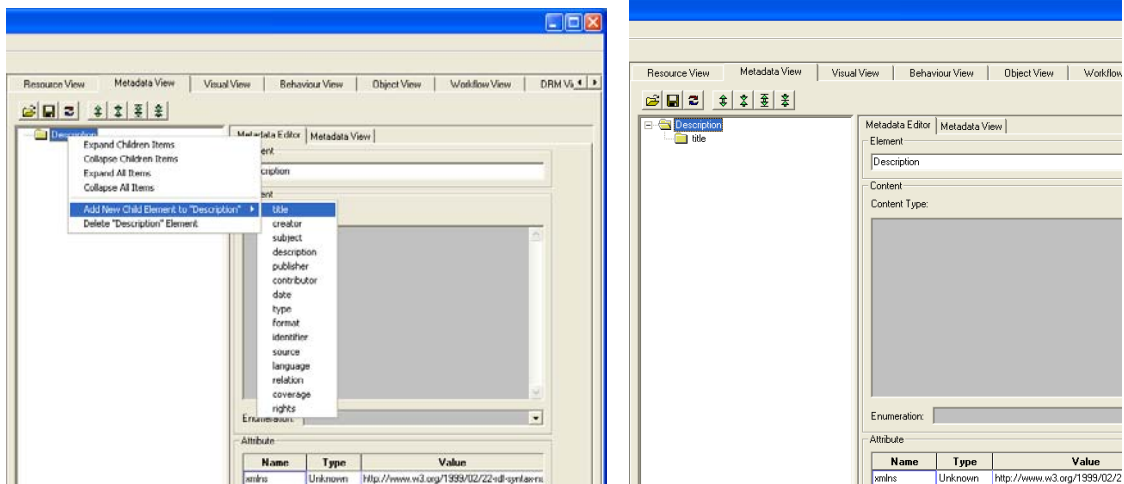 Resource View Metadata View Visual View Behaviour View Object View Workflow View DRM Vi
Description
Expand Children Items
Collapse Children Items
Expand All Items
Collapse All Items
Add New Child Element to "Description"
Delete "Description" Element
title
creator
subject
description
publisher
contributor
date
type
format
identifier
source
language
relation
coverage
rights
Metadata Editor Metadata View
ent
cription
ent
Enumeration:
Attribute
Name Type Value
xmlns Unknown http://www.w3.org/1999/02/22-rdf-syntax-ns
Resource View Metadata View Visual View Behaviour View Object View Workflow
Description
title
Metadata Editor Metadata View
Element
Description
Content
Content Type:
Enumeration:
Attribute
Name Type Value
xmlns Unknown http://www.w3.org/1999/02/2